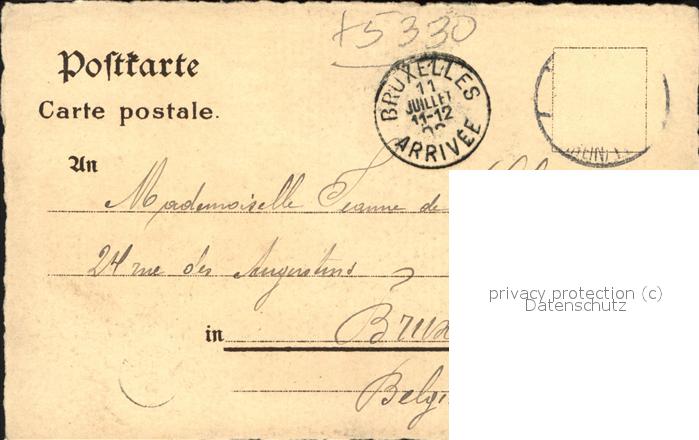 +5330
Postkarte
Carte postale.
BRUXELLES
11
JUILLET
11-12
ARRIVÉE
An
Mademoiselle Jeanne de
24 rue des Augustins
in
privacy protection (c)
Datenschutz